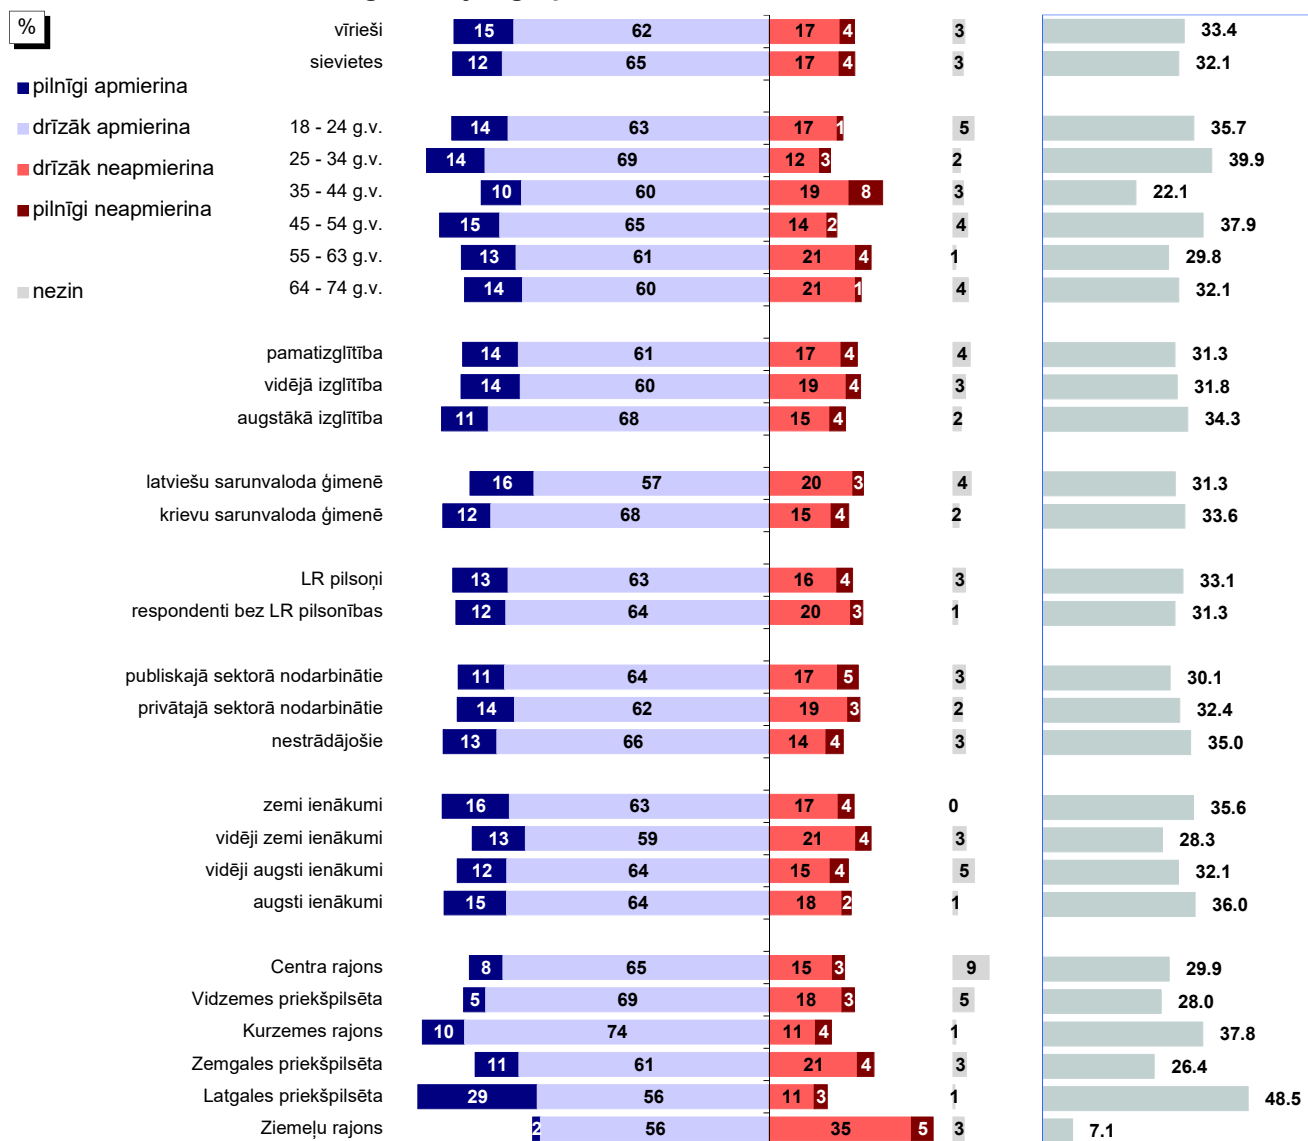 %
pilnīgi apmierina
drīzāk apmierina
drīzāk neapmierina
pilnīgi neapmierina
nezin
vīrieši 15 62 17 4 3 33.4
sievietes 12 65 17 4 3 32.1
18 - 24 g.v. 14 63 17 1 5 35.7
25 - 34 g.v. 14 69 12 3 2 39.9
35 - 44 g.v. 10 60 19 8 3 22.1
45 - 54 g.v. 15 65 14 2 4 37.9
55 - 63 g.v. 13 61 21 4 1 29.8
64 - 74 g.v. 14 60 21 1 4 32.1
pamatizglītība 14 61 17 4 4 31.3
vidējā izglītība 14 60 19 4 3 31.8
augstākā izglītība 11 68 15 4 2 34.3
latviešu sarunvaloda ģimenē 16 57 20 3 4 31.3
krievu sarunvaloda ģimenē 12 68 15 4 2 33.6
LR pilsoņi 13 63 16 4 3 33.1
respondenti bez LR pilsonības 12 64 20 3 1 31.3
publiskajā sektorā nodarbinātie 11 64 17 5 3 30.1
privātajā sektorā nodarbinātie 14 62 19 3 2 32.4
nestrādājošie 13 66 14 4 3 35.0
zemi ienākumi 16 63 17 4 0 35.6
vidēji zemi ienākumi 13 59 21 4 3 28.3
vidēji augsti ienākumi 12 64 15 4 5 32.1
augsti ienākumi 15 64 18 2 1 36.0
Centra rajons 8 65 15 3 9 29.9
Vidzemes priekšpilsēta 5 69 18 3 5 28.0
Kurzemes rajons 10 74 11 4 1 37.8
Zemgales priekšpilsēta 11 61 21 4 3 26.4
Latgales priekšpilsēta 29 56 11 3 1 48.5
Ziemeļu rajons 2 56 35 5 3 7.1